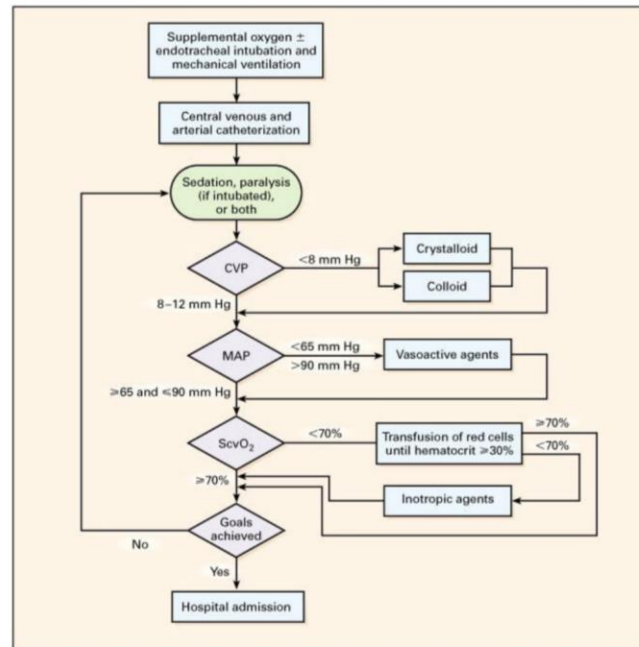 Supplemental oxygen ±
endotracheal intubation and
mechanical ventilation
Central venous and
arterial catheterization
Sedation, paralysis
(if intubated),
or both
CVP
<8 mm Hg
Crystalloid
Colloid
8–12 mm Hg
MAP
<65 mm Hg
>90 mm Hg
Vasoactive agents
≥65 and ≤90 mm Hg
ScvO₂
<70%
Transfusion of red cells
until hematocrit ≥30%
≥70%
<70%
≥70%
Inotropic agents
Goals
achieved
No
Yes
Hospital admission